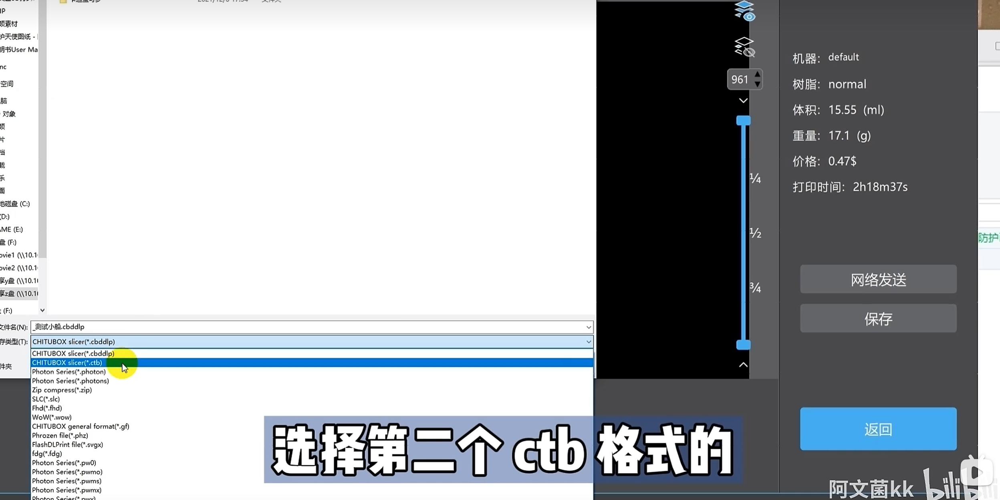 IP
频素材
护天使图纸 -
明书User Ma
nc
空间
脑
对象
频
片
档
载
乐
面
地磁盘 (C:)
(D:)
AME (E:)
盘 (F:)
ovie1 (\\10.1
ovie2 (\\10.1
享y盘 (\\10.1
享z盘 (\\10.1
(F:)
文件名(N):
_测试小船.cbddlp
存类型(T):
CHITUBOX slicer(*.cbddlp)
CHITUBOX slicer(*.cbddlp)
CHITUBOX slicer(*.ctb)
件夹
Photon Series(*.photon)
Photon Series(*.photons)
Zip compress(*.zip)
SLC(*.slc)
Fhd(*.fhd)
WoW(*.wow)
CHITUBOX general format(*.gf)
Phrozen file(*.phz)
FlashDLPrint file(*.svgx)
fdg(*.fdg)
Photon Series(*.pw0)
Photon Series(*.pwmo)
Photon Series(*.pwms)
Photon Series(*.pwmx)
Photon Series(*.pwx)
961
¼
½
¾
机器: default
树脂: normal
体积: 15.55 (ml)
重量: 17.1 (g)
价格: 0.47$
打印时间: 2h18m37s
网络发送
保存
返回
防护
选择第二个 ctb 格式的
阿文菌kk
bilibili